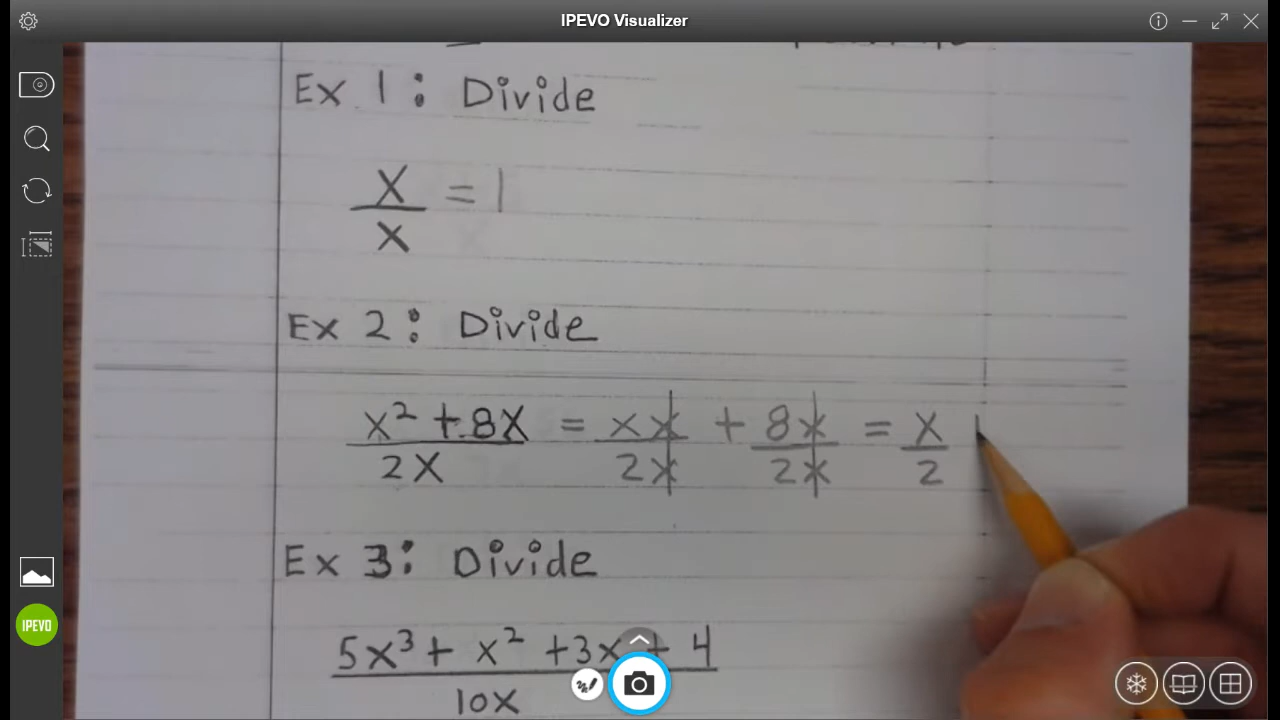 IPEVO Visualizer
Ex 1: Divide
x/x = 1
Ex 2: Divide
(x² + 8x)/(2x) = (xx)/(2x) + (8x)/(2x) = x/2
Ex 3: Divide
(5x³ + x² + 3x + 4)/(10x)
IPEVO